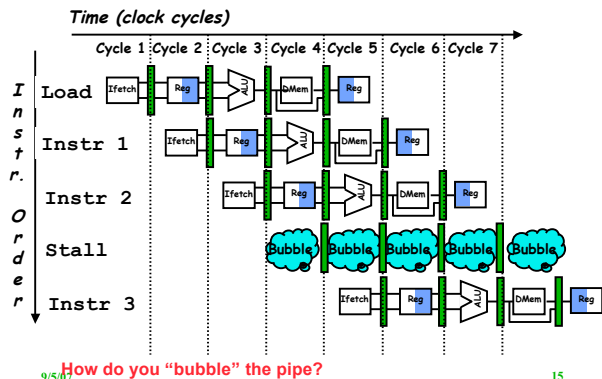 Time (clock cycles)
Cycle 1 Cycle 2 Cycle 3 Cycle 4 Cycle 5 Cycle 6 Cycle 7
Instr. Order
Load Ifetch Reg ALU DMem Reg
Instr 1 Ifetch Reg ALU DMem Reg
Instr 2 Ifetch Reg ALU DMem Reg
Stall Bubble Bubble Bubble Bubble Bubble
Instr 3 Ifetch Reg ALU DMem Reg
How do you “bubble” the pipe?
15